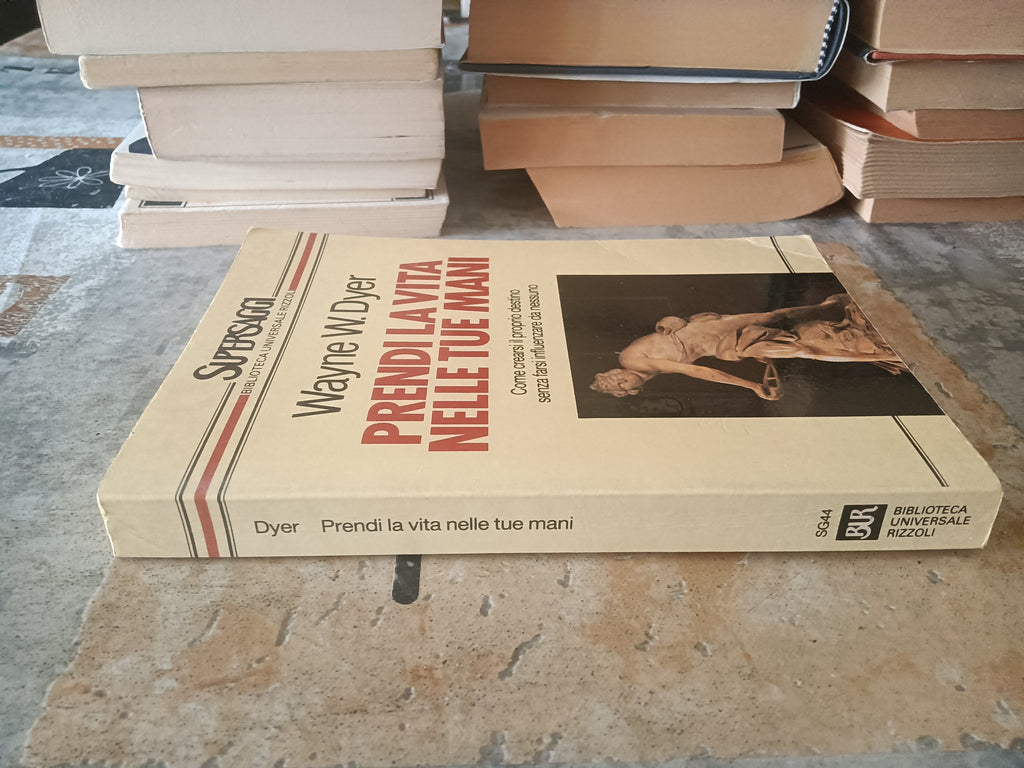 SUPERSAGGI
BIBLIOTECA UNIVERSALE RIZZOLI
Wayne W. Dyer
PRENDI LA VITA
NELLE TUE MANI
Come crearsi il proprio destino
senza farsi influenzare da nessuno
Dyer Prendi la vita nelle tue mani
SG44
BUR
BIBLIOTECA
UNIVERSALE
RIZZOLI